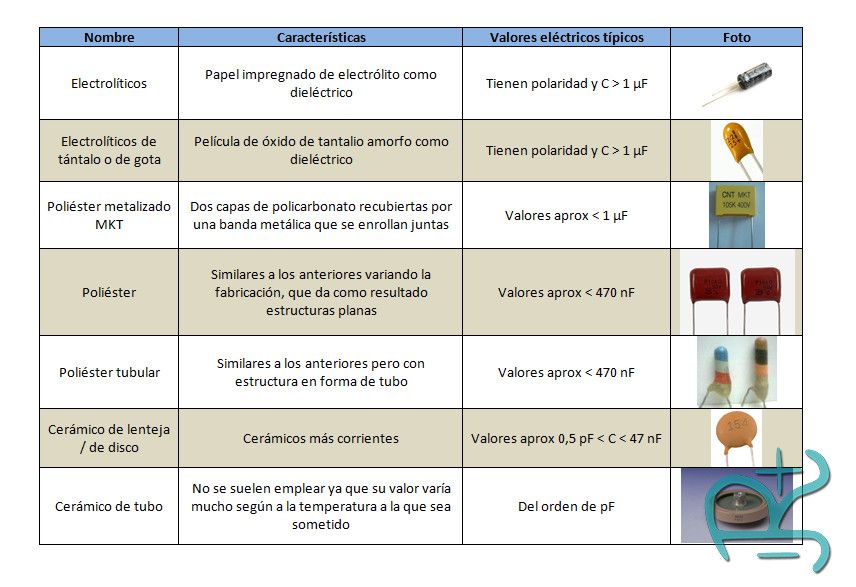 Nombre
Características
Valores eléctricos típicos
Foto
Electrolíticos
Papel impregnado de electrólito como
dieléctrico
Tienen polaridad y C > 1 µF
Electrolíticos de
tántalo o de gota
Película de óxido de tantalio amorfo como
dieléctrico
Tienen polaridad y C > 1 µF
Poliéster metalizado
MKT
Dos capas de policarbonato recubiertas por
una banda metálica que se enrollan juntas
Valores aprox < 1 µF
CNT MKT
105K 400V
Poliéster
Similares a los anteriores variando la
fabricación, que da como resultado
estructuras planas
Valores aprox < 470 nF
Poliéster tubular
Similares a los anteriores pero con
estructura en forma de tubo
Valores aprox < 470 nF
Cerámico de lenteja
/ de disco
Cerámicos más corrientes
Valores aprox 0,5 pF < C < 47 nF
154
Cerámico de tubo
No se suelen emplear ya que su valor varía
mucho según a la temperatura a la que sea
sometido
Del orden de pF